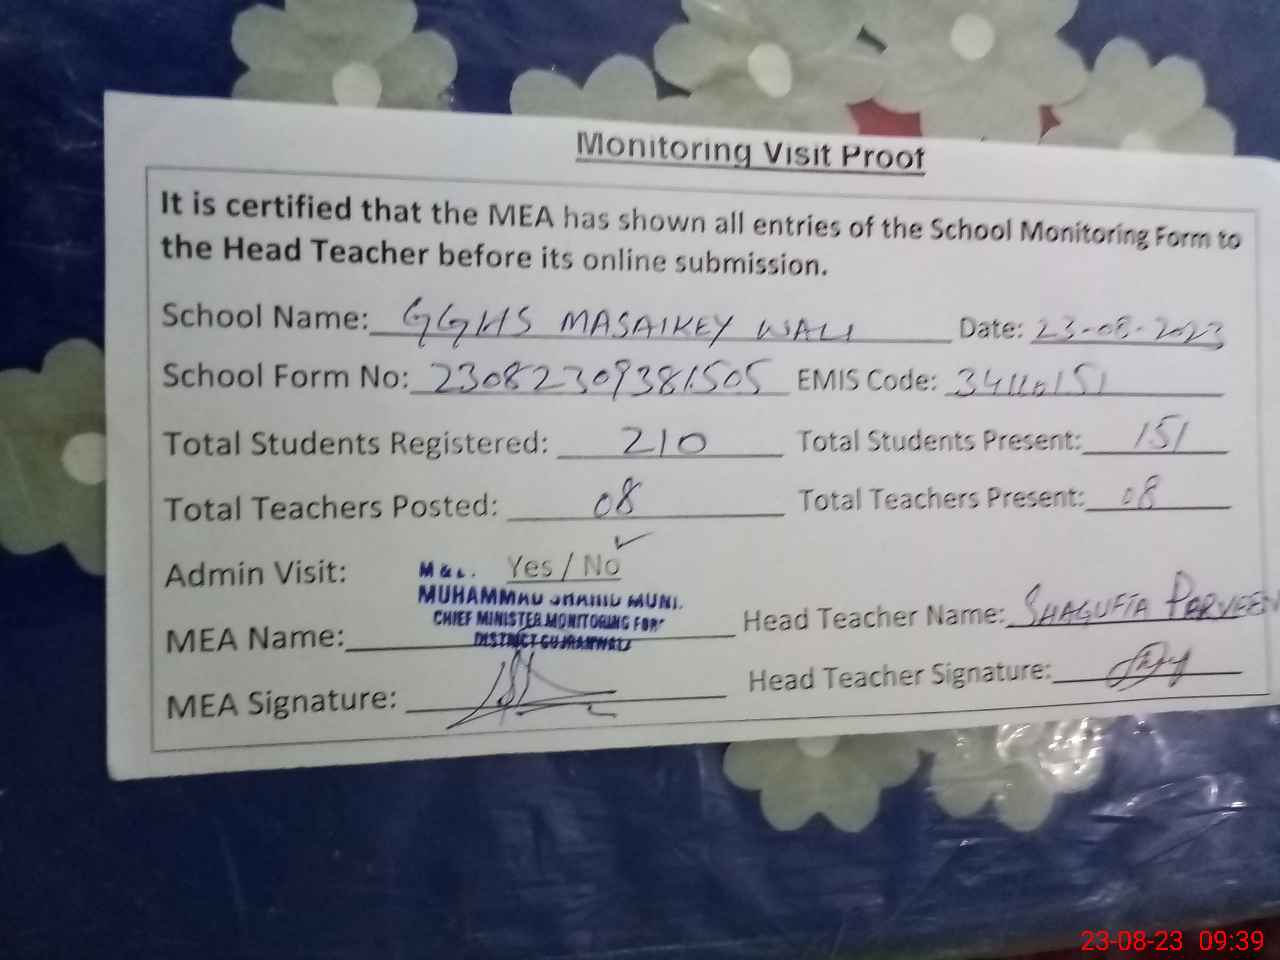 Monitoring Visit Proof
It is certified that the MEA has shown all entries of the School Monitoring Form to
the Head Teacher before its online submission.
School Name: GGHS MASAIKEY WALI Date: 23-08-2023
School Form No: 23082309381505 EMIS Code:
Total Students Registered: 210 Total Students Present: 151
Total Teachers Posted: 08 Total Teachers Present: 08
Admin Visit: Yes / No ✓
MUHAMMAD
CHIEF MINISTER MONITORING
DISTRICT GUJRANWALA
MEA Name: Head Teacher Name: SHAGUFTA PARVEEN
MEA Signature: Head Teacher Signature:
23-08-23 09:39